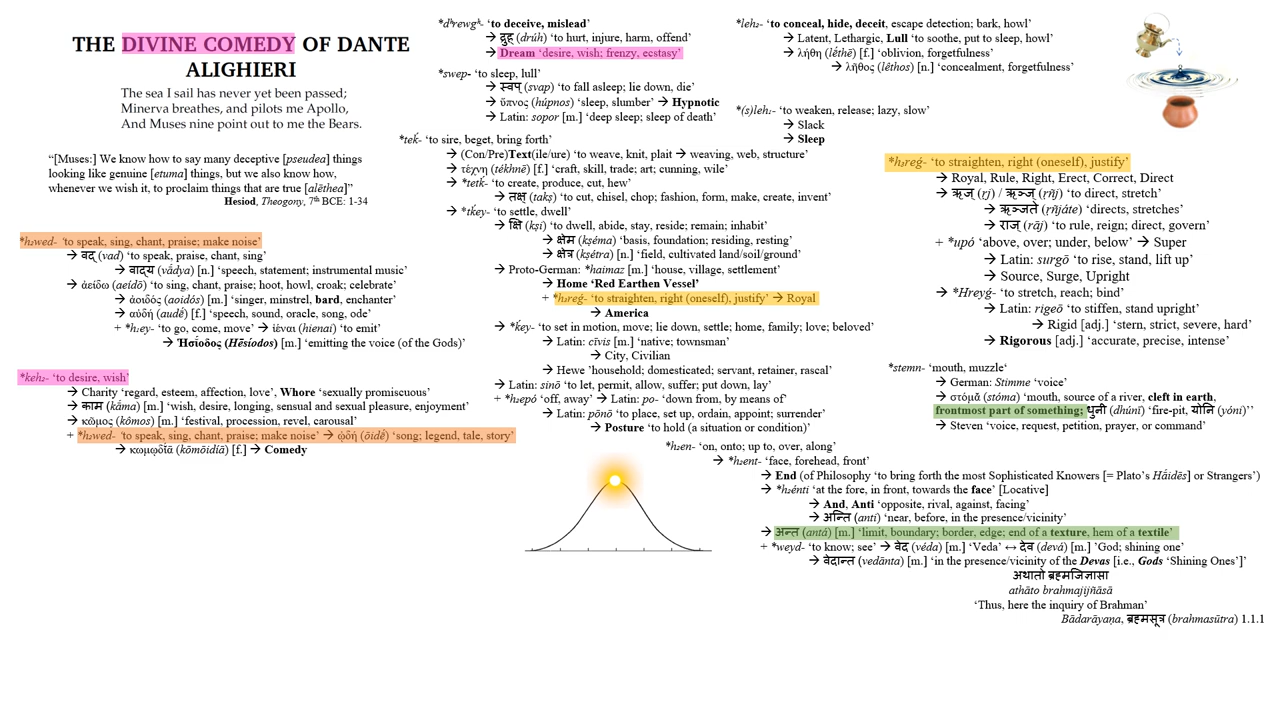 THE DIVINE COMEDY OF DANTE
ALIGHIERI
The sea I sail has never yet been passed;
Minerva breathes, and pilots me Apollo,
And Muses nine point out to me the Bears.
“[Muses:] We know how to say many deceptive [pseudea] things
looking like genuine [etuma] things, but we also know how,
whenever we wish it, to proclaim things that are true [alētheа]”
Hesiod, Theogony, 7th BCE: 1-34
*h₂wed- ‘to speak, sing, chant, praise; make noise’
→ वद् (vad) ‘to speak, praise, chant, sing’
→ वाद्य (vā́dya) [n.] ‘speech, statement; instrumental music’
→ ἀείδω (aeídō) ‘to sing, chant, praise; hoot, howl, croak; celebrate’
→ ἀοιδός (aoidós) [m.] ‘singer, minstrel, bard, enchanter’
→ αὐδή (audḗ) [f.] ‘speech, sound, oracle, song, ode’
+ *h₁ey- ‘to go, come, move’ → ἱέναι (hienai) ‘to emit’
→ Ἡσίοδος (Hēsíodos) [m.] ‘emitting the voice (of the Gods)’
*keh₂- ‘to desire, wish’
→ Charity ‘regard, esteem, affection, love’, Whore ‘sexually promiscuous’
→ काम (kā́ma) [m.] ‘wish, desire, longing, sensual and sexual pleasure, enjoyment’
→ κῶμος (kômos) [m.] ‘festival, procession, revel, carousal’
+ *h₂wed- ‘to speak, sing, chant, praise; make noise’ → ᾠδή (ōidḗ) ‘song; legend, tale, story’
→ κωμῳδῐ́ᾱ (kōmōidíā) [f.] → Comedy
*dʰrewgʰ- ‘to deceive, mislead’
→ द्रुह् (drúh) ‘to hurt, injure, harm, offend’
→ Dream ‘desire, wish; frenzy, ecstasy’
*swep- ‘to sleep, lull’
→ स्वप् (svap) ‘to fall asleep; lie down, die’
→ ὕπνος (húpnos) ‘sleep, slumber’ → Hypnotic
→ Latin: sopor [m.] ‘deep sleep; sleep of death’
*teḱ- ‘to sire, beget, bring forth’
→ (Con/Pre)Text(ile/ure) ‘to weave, knit, plait → weaving, web, structure’
→ τέχνη (tékhnē) [f.] ‘craft, skill, trade; art; cunning, wile’
→ *tetḱ- ‘to create, produce, cut, hew’
→ तक्ष् (takṣ) ‘to cut, chisel, chop; fashion, form, make, create, invent’
→ *tḱey- ‘to settle, dwell’
→ क्षि (kṣi) ‘to dwell, abide, stay, reside; remain; inhabit’
→ क्षेम (kṣéma) ‘basis, foundation; residing, resting’
→ क्षेत्र (kṣétra) [n.] ‘field, cultivated land/soil/ground’
→ Proto-German: *haimaz [m.] ‘house, village, settlement’
→ Home ‘Red Earthen Vessel’
+ *h₃reǵ- ‘to straighten, right (oneself), justify’ → Royal
→ America
→ *ḱey- ‘to set in motion, move; lie down, settle; home, family; love; beloved’
→ Latin: cīvis [m.] ‘native; townsman’
→ City, Civilian
→ Hewe ’household; domesticated; servant, retainer, rascal’
→ Latin: sinō ‘to let, permit, allow, suffer; put down, lay’
+ *h₂epó ‘off, away’ → Latin: po- ‘down from, by means of’
→ Latin: pōnō ‘to place, set up, ordain, appoint; surrender’
→ Posture ‘to hold (a situation or condition)’
*leh₂- ‘to conceal, hide, deceit, escape detection; bark, howl’
→ Latent, Lethargic, Lull ‘to soothe, put to sleep, howl’
→ λήθη (lḗthē) [f.] ‘oblivion, forgetfulness’
→ λῆθος (lêthos) [n.] ‘concealment, forgetfulness’
*(s)leh₁- ‘to weaken, release; lazy, slow’
→ Slack
→ Sleep
*h₃reǵ- ‘to straighten, right (oneself), justify’
→ Royal, Rule, Right, Erect, Correct, Direct
→ ऋज् (ṛj) / ऋञ्ज् (ṛñj) ‘to direct, stretch’
→ ऋञ्जते (ṛñjáte) ‘directs, stretches’
→ राज् (rāj) ‘to rule, reign; direct, govern’
+ *upó ‘above, over; under, below’ → Super
→ Latin: surgō ‘to rise, stand, lift up’
→ Source, Surge, Upright
→ *Hreyǵ- ‘to stretch, reach; bind’
→ Latin: rigeō ‘to stiffen, stand upright’
→ Rigid [adj.] ‘stern, strict, severe, hard’
→ Rigorous [adj.] ‘accurate, precise, intense’
*stemn- ‘mouth, muzzle‘
→ German: Stimme ‘voice’
→ στόμᾰ (stóma) ‘mouth, source of a river, cleft in earth,
frontmost part of something; धुनी (dhúnī) ‘fire-pit, योनि (yóni)’’
→ Steven ‘voice, request, petition, prayer, or command’
*h₂en- ‘on, onto; up to, over, along’
→ *h₂ent- ‘face, forehead, front’
→ End (of Philosophy ‘to bring forth the most Sophisticated Knowers [= Plato’s Hā́idēs] or Strangers’)
→ *h₂énti ‘at the fore, in front, towards the face’ [Locative]
→ And, Anti ‘opposite, rival, against, facing’
→ अन्ति (anti) ‘near, before, in the presence/vicinity’
→ अन्त (antá) [m.] ‘limit, boundary; border, edge; end of a texture, hem of a textile’
+ *weyd- ‘to know; see’ → वेद (véda) [m.] ‘Veda’ ↔ देव (devá) [m.] ’God; shining one’
→ वेदान्त (vedānta) [m.] ‘in the presence/vicinity of the Devas [i.e., Gods ‘Shining Ones’]’
अथातो ब्रह्मजिज्ञासा
athāto brahmajijñāsā
‘Thus, here the inquiry of Brahman’
Bādarāyaṇa, ब्रह्मसूत्र (brahmasūtra) 1.1.1